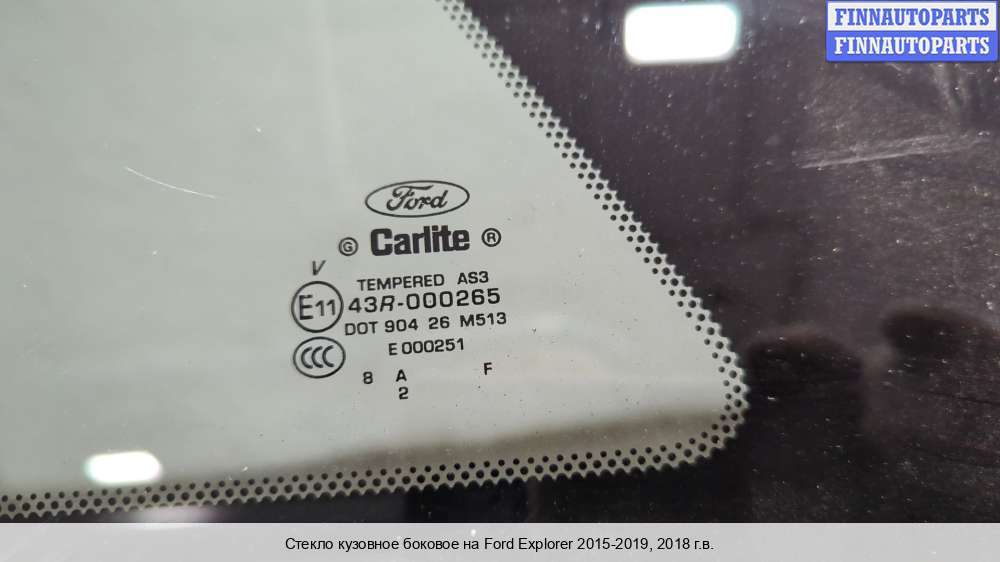 FINNAUTOPARTS
FINNAUTOPARTS
Ford
G Carlite R
V
TEMPERED AS3
E11 43R-000265
DOT 904 26 M513
CCC E 000251
8 A F
2
Стекло кузовное боковое на Ford Explorer 2015-2019, 2018 г.в.